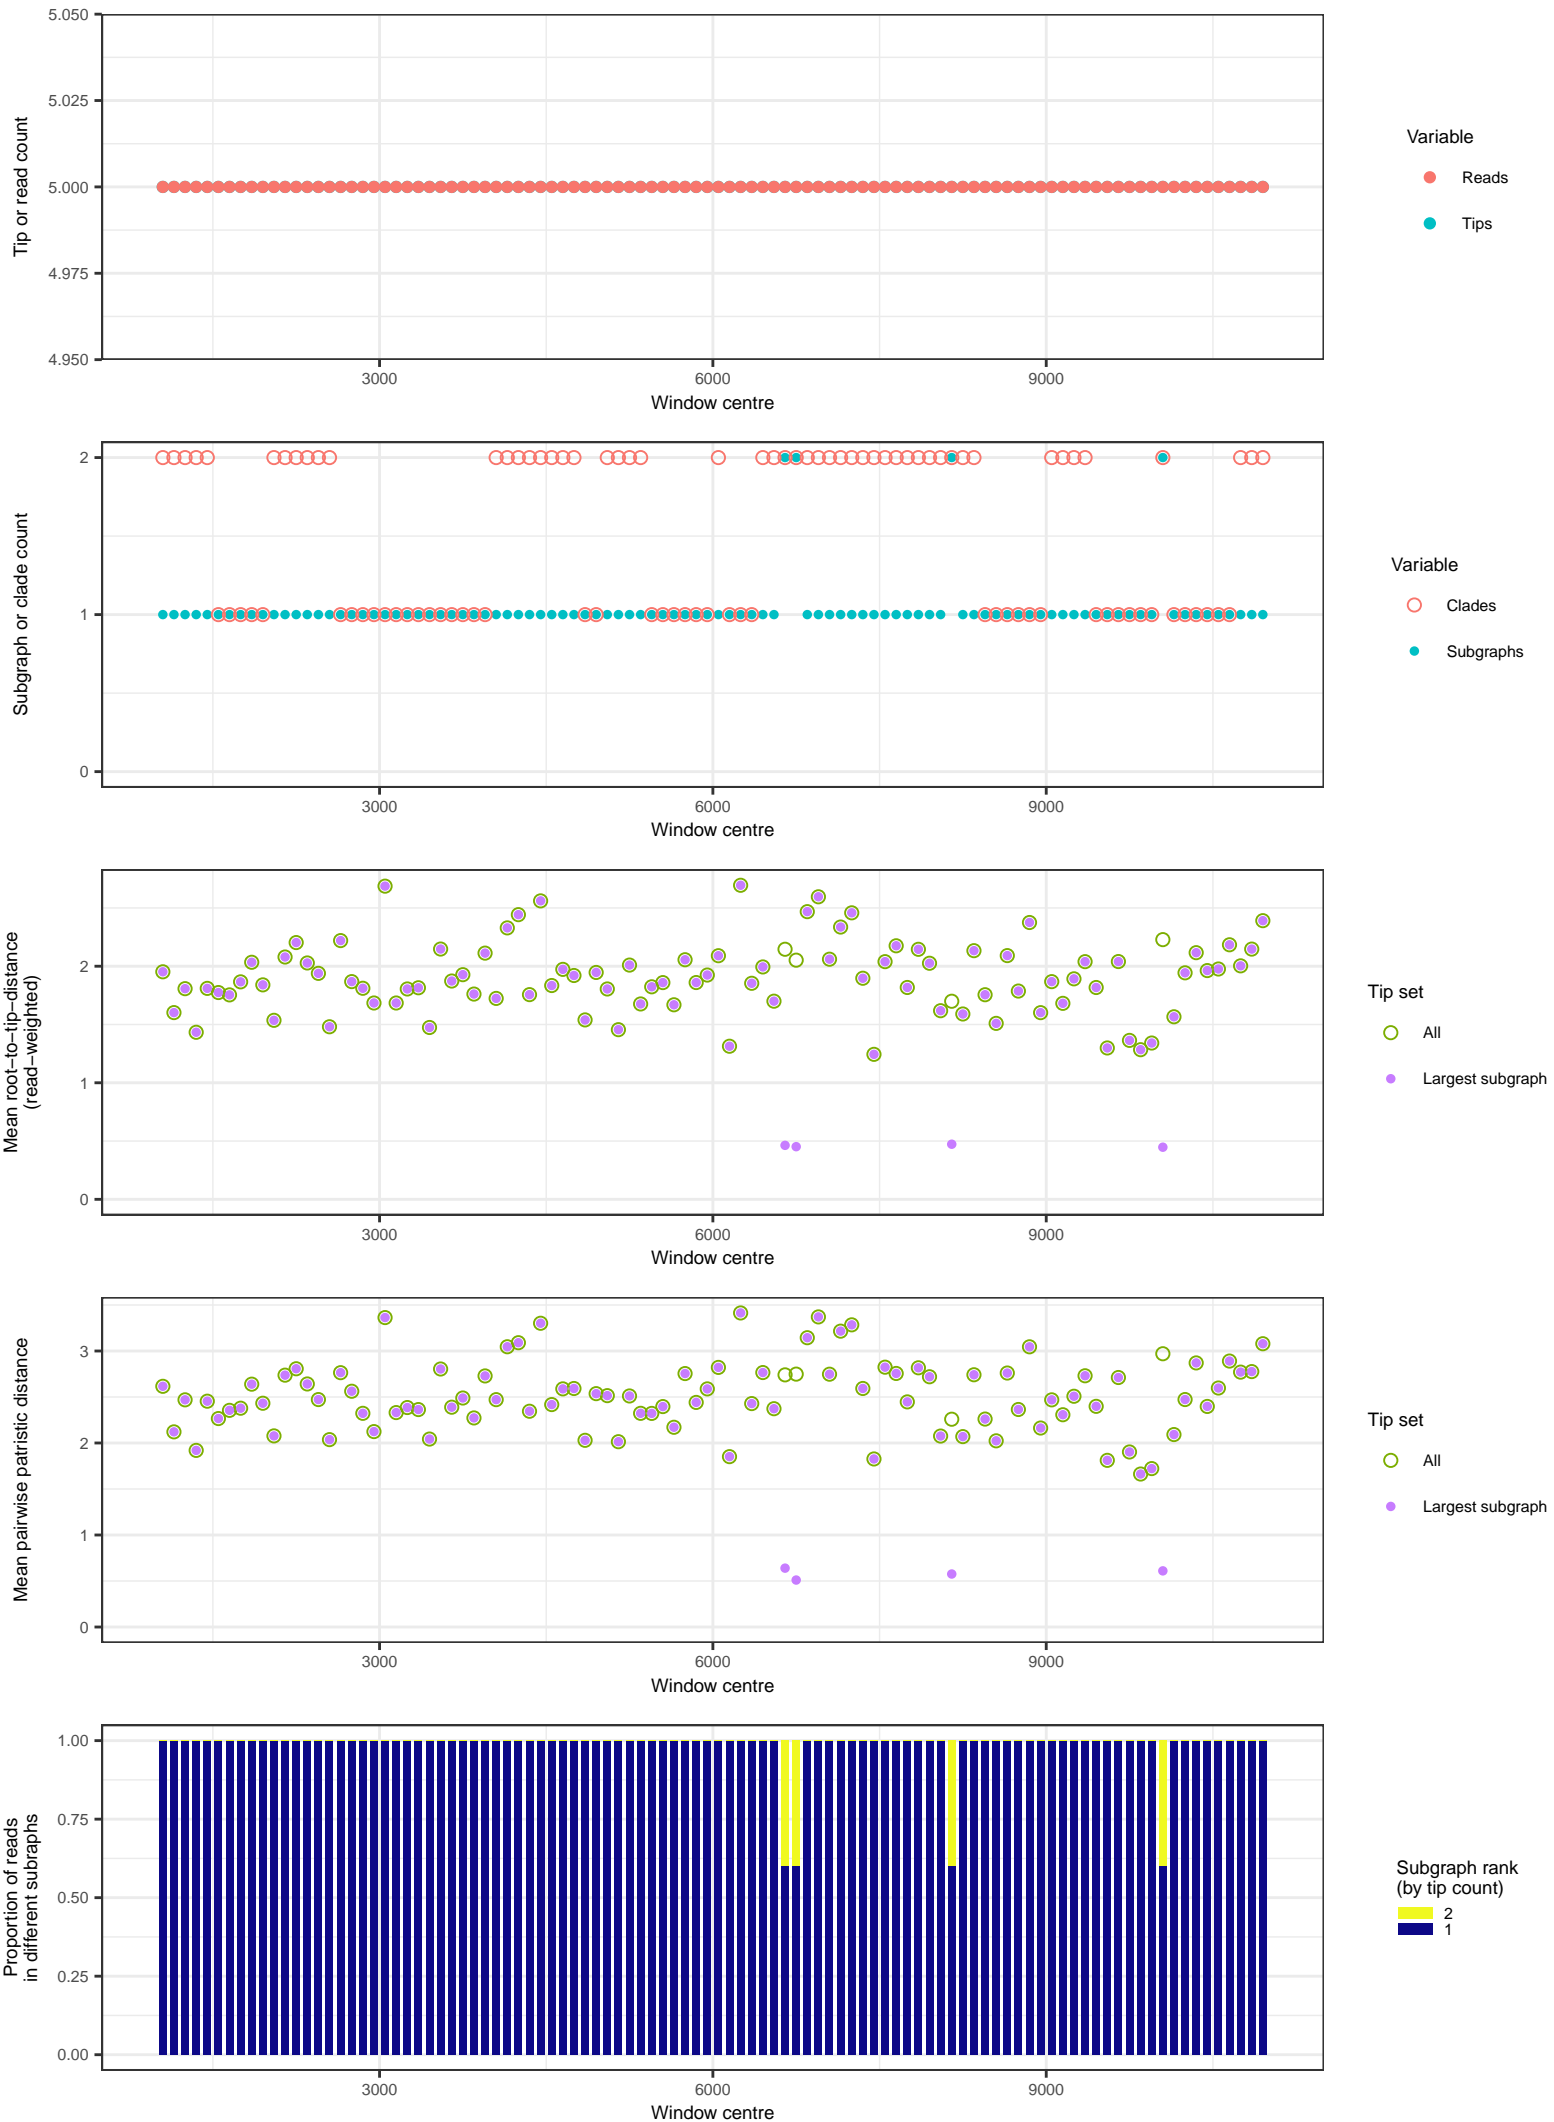 5.050
5.025
5.000
4.975
4.950
Tip or read count
3000
6000
9000
Window centre
Variable
Reads
Tips
2
1
0
Subgraph or clade count
3000
6000
9000
Window centre
Variable
Clades
Subgraphs
2
1
0
Mean root−to−tip−distance
(read−weighted)
3000
6000
9000
Window centre
Tip set
All
Largest subgraph
3
2
1
0
Mean pairwise patristic distance
3000
6000
9000
Window centre
Tip set
All
Largest subgraph
1.00
0.75
0.50
0.25
0.00
Proportion of reads
in different subraphs
3000
6000
9000
Window centre
Subgraph rank
(by tip count)
2
1